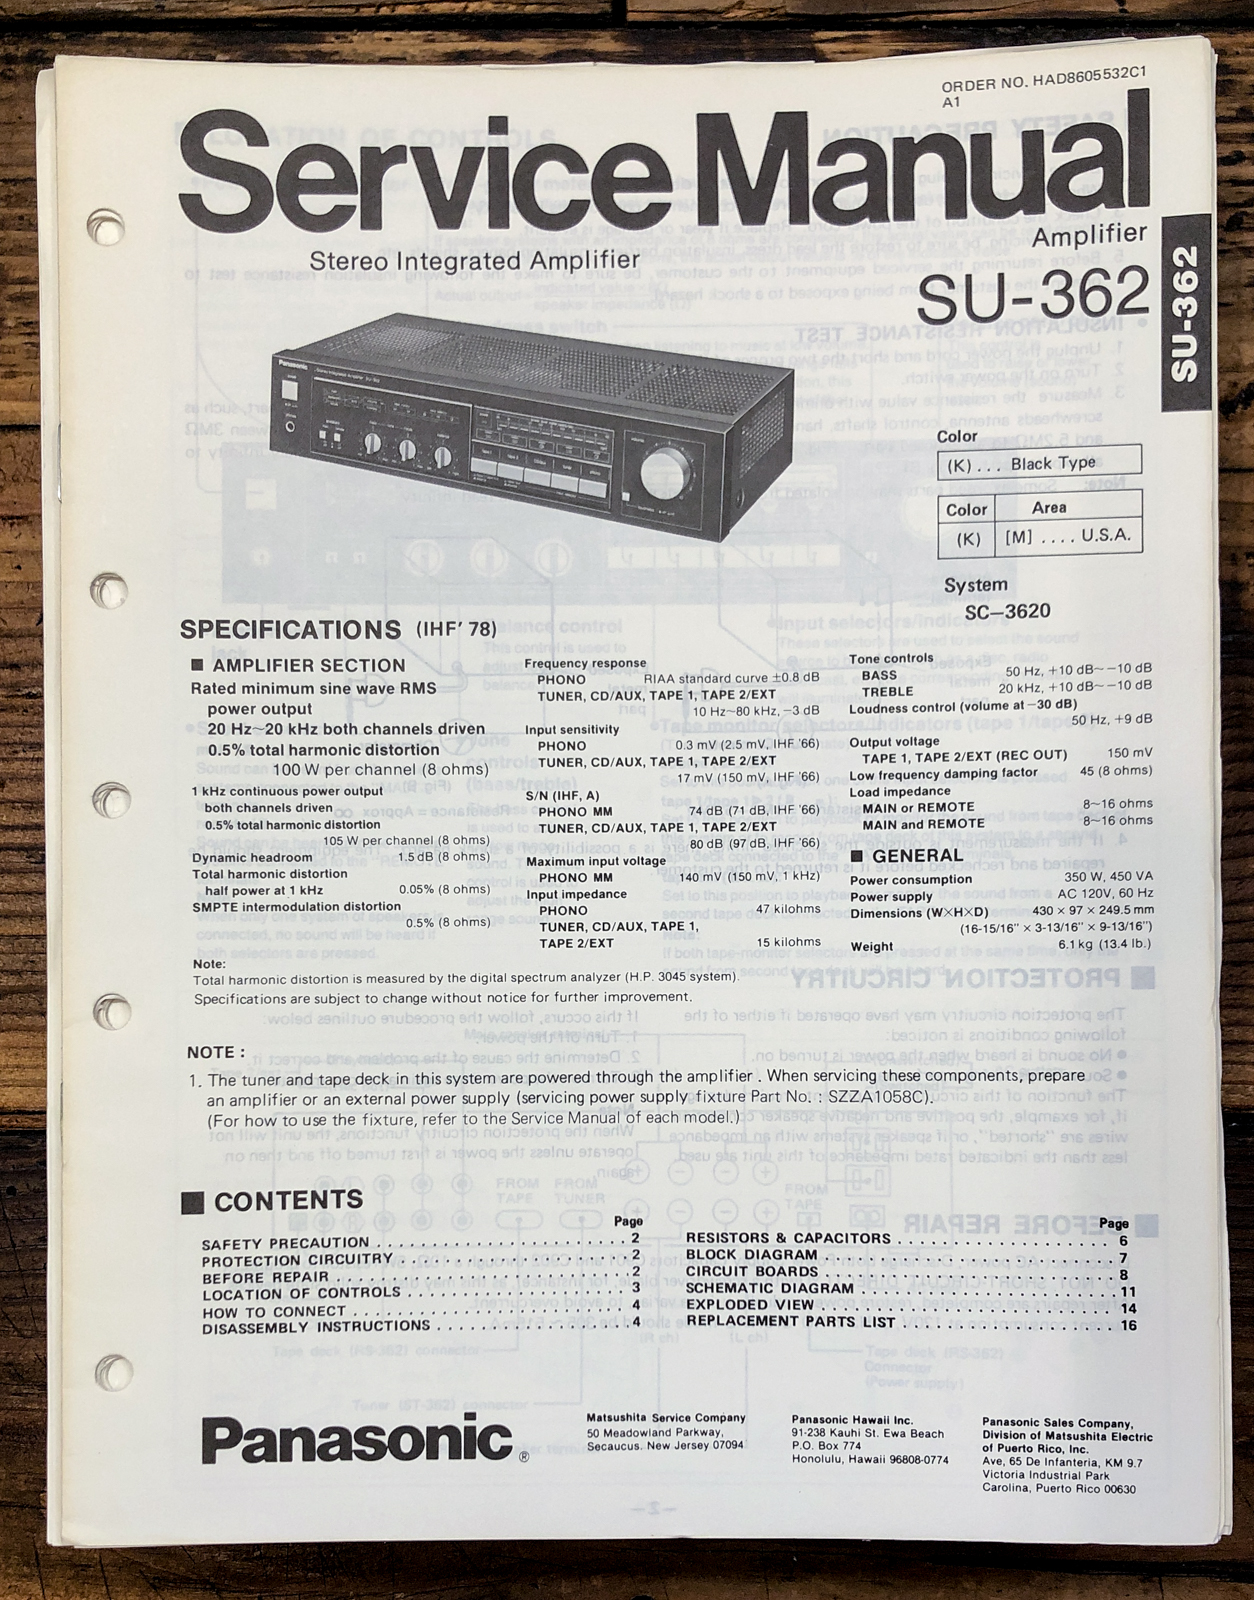 ORDER NO. HAD8605532C1
A1
Service Manual
Stereo Integrated Amplifier
Amplifier
SU-362
SU-362
Panasonic
Color
(K) . . . Black Type
Color Area
(K) [M] . . . . U.S.A.
System
SC-3620
SPECIFICATIONS (IHF' 78)
■ AMPLIFIER SECTION
Rated minimum sine wave RMS
power output
20 Hz~20 kHz both channels driven
0.5% total harmonic distortion
100 W per channel (8 ohms)
1 kHz continuous power output
both channels driven
0.5% total harmonic distortion
105 W per channel (8 ohms)
Dynamic headroom 1.5 dB (8 ohms)
Total harmonic distortion
half power at 1 kHz 0.05% (8 ohms)
SMPTE intermodulation distortion
0.5% (8 ohms)
Frequency response
PHONO RIAA standard curve ±0.8 dB
TUNER, CD/AUX, TAPE 1, TAPE 2/EXT
10 Hz~80 kHz, −3 dB
Input sensitivity
PHONO 0.3 mV (2.5 mV, IHF '66)
TUNER, CD/AUX, TAPE 1, TAPE 2/EXT
17 mV (150 mV, IHF '66)
S/N (IHF, A)
PHONO MM 74 dB (71 dB, IHF '66)
TUNER, CD/AUX, TAPE 1, TAPE 2/EXT
80 dB (97 dB, IHF '66)
Maximum input voltage
PHONO MM 140 mV (150 mV, 1 kHz)
Input impedance
PHONO 47 kilohms
TUNER, CD/AUX, TAPE 1,
TAPE 2/EXT 15 kilohms
Tone controls
BASS 50 Hz, +10 dB~−10 dB
TREBLE 20 kHz, +10 dB~−10 dB
Loudness control (volume at −30 dB)
50 Hz, +9 dB
Output voltage
TAPE 1, TAPE 2/EXT (REC OUT) 150 mV
Low frequency damping factor 45 (8 ohms)
Load impedance
MAIN or REMOTE 8~16 ohms
MAIN and REMOTE 8~16 ohms
■ GENERAL
Power consumption 350 W, 450 VA
Power supply AC 120V, 60 Hz
Dimensions (W×H×D) 430 × 97 × 249.5 mm
(16-15/16" × 3-13/16" × 9-13/16")
Weight 6.1 kg (13.4 lb.)
Note:
Total harmonic distortion is measured by the digital spectrum analyzer (H.P. 3045 system).
Specifications are subject to change without notice for further improvement.
NOTE :
1. The tuner and tape deck in this system are powered through the amplifier . When servicing these components, prepare
an amplifier or an external power supply (servicing power supply fixture Part No. : SZZA1058C).
(For how to use the fixture, refer to the Service Manual of each model.)
■ CONTENTS
Page
SAFETY PRECAUTION . . . . . . . . . . . . . . . . . . . . . . . 2
PROTECTION CIRCUITRY . . . . . . . . . . . . . . . . . . . . . 2
BEFORE REPAIR . . . . . . . . . . . . . . . . . . . . . . . . . . . 2
LOCATION OF CONTROLS . . . . . . . . . . . . . . . . . . . . 3
HOW TO CONNECT . . . . . . . . . . . . . . . . . . . . . . . . . 4
DISASSEMBLY INSTRUCTIONS . . . . . . . . . . . . . . . . . 4
Page
RESISTORS & CAPACITORS . . . . . . . . . . . . . . . . . . . 6
BLOCK DIAGRAM . . . . . . . . . . . . . . . . . . . . . . . . . . 7
CIRCUIT BOARDS . . . . . . . . . . . . . . . . . . . . . . . . . . 8
SCHEMATIC DIAGRAM . . . . . . . . . . . . . . . . . . . . . . 11
EXPLODED VIEW . . . . . . . . . . . . . . . . . . . . . . . . . . 14
REPLACEMENT PARTS LIST . . . . . . . . . . . . . . . . . . 16
Panasonic®
Matsushita Service Company
50 Meadowland Parkway,
Secaucus. New Jersey 07094
Panasonic Hawaii Inc.
91-238 Kauhi St. Ewa Beach
P.O. Box 774
Honolulu, Hawaii 96808-0774
Panasonic Sales Company,
Division of Matsushita Electric
of Puerto Rico, Inc.
Ave, 65 De Infanteria, KM 9.7
Victoria Industrial Park
Carolina, Puerto Rico 00630